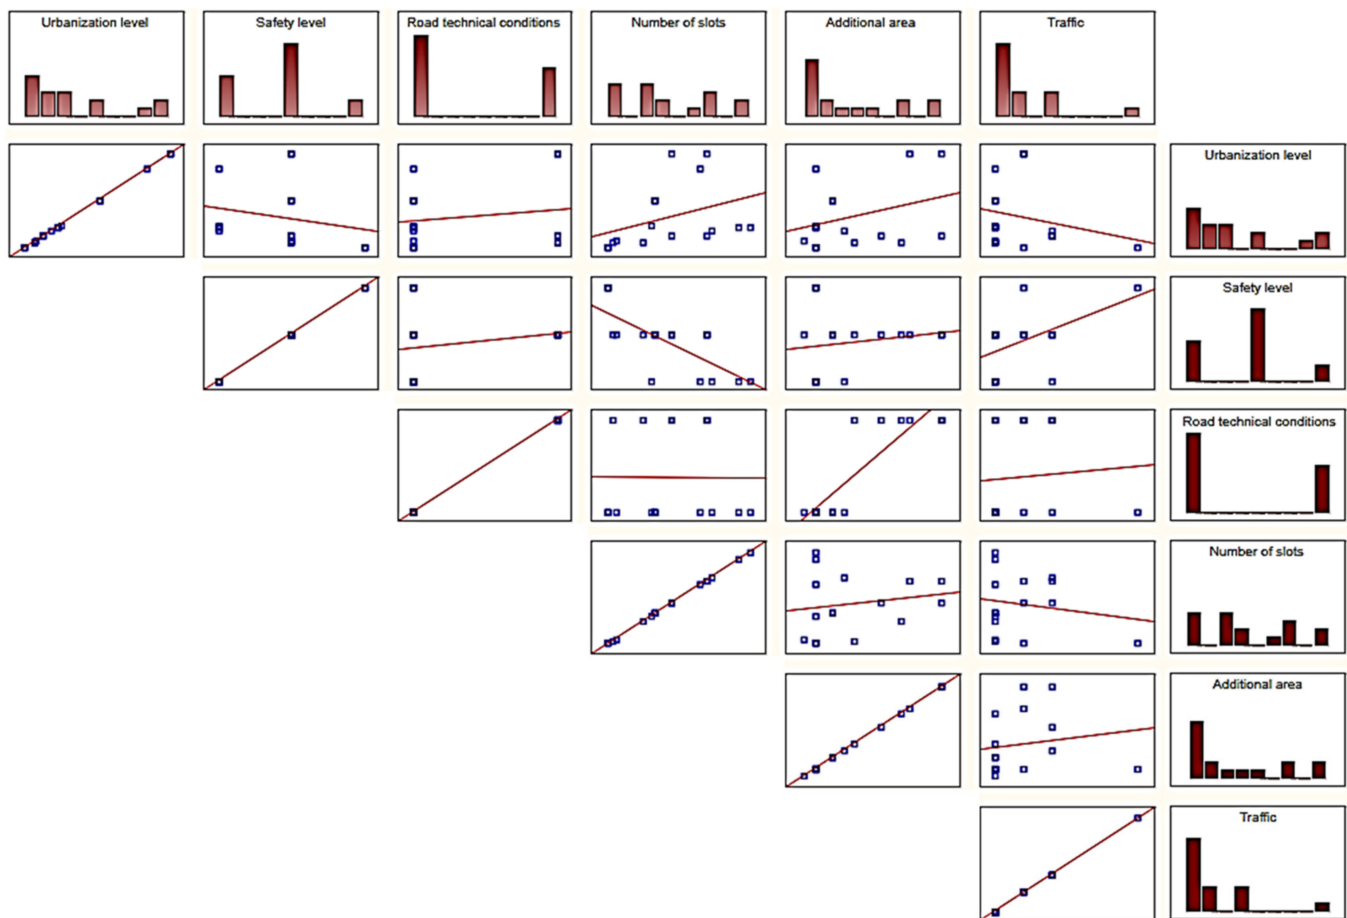 Urbanization level
Safety level
Road technical conditions
Number of slots
Additional area
Traffic
Urbanization level
Safety level
Road technical conditions
Number of slots
Additional area
Traffic